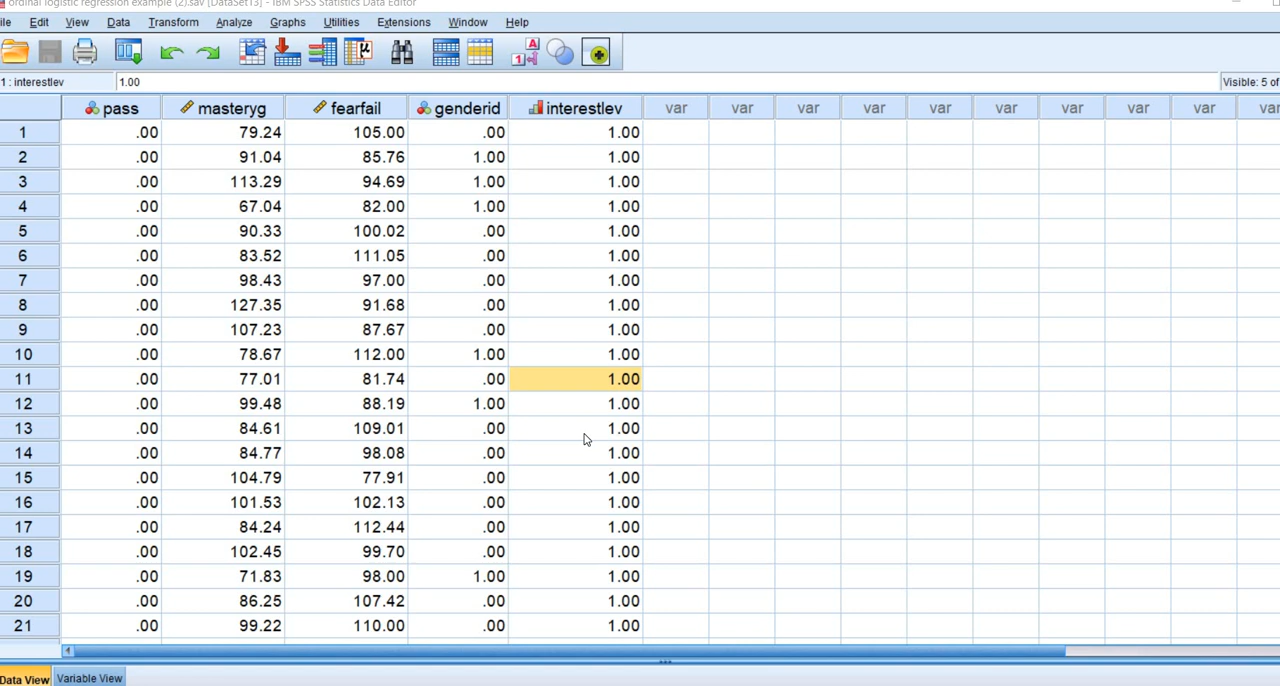 ordinal logistic regression example (2).sav [DataSet13] - IBM SPSS Statistics Data Editor
ile Edit View Data Transform Analyze Graphs Utilities Extensions Window Help
1 : interestlev 1.00 Visible: 5 of
pass masteryg fearfail genderid interestlev var var var var var var var var var var
1 .00 79.24 105.00 .00 1.00
2 .00 91.04 85.76 1.00 1.00
3 .00 113.29 94.69 1.00 1.00
4 .00 67.04 82.00 1.00 1.00
5 .00 90.33 100.02 .00 1.00
6 .00 83.52 111.05 .00 1.00
7 .00 98.43 97.00 .00 1.00
8 .00 127.35 91.68 .00 1.00
9 .00 107.23 87.67 .00 1.00
10 .00 78.67 112.00 1.00 1.00
11 .00 77.01 81.74 .00 1.00
12 .00 99.48 88.19 1.00 1.00
13 .00 84.61 109.01 .00 1.00
14 .00 84.77 98.08 .00 1.00
15 .00 104.79 77.91 .00 1.00
16 .00 101.53 102.13 .00 1.00
17 .00 84.24 112.44 .00 1.00
18 .00 102.45 99.70 .00 1.00
19 .00 71.83 98.00 1.00 1.00
20 .00 86.25 107.42 .00 1.00
21 .00 99.22 110.00 .00 1.00
Data View Variable View